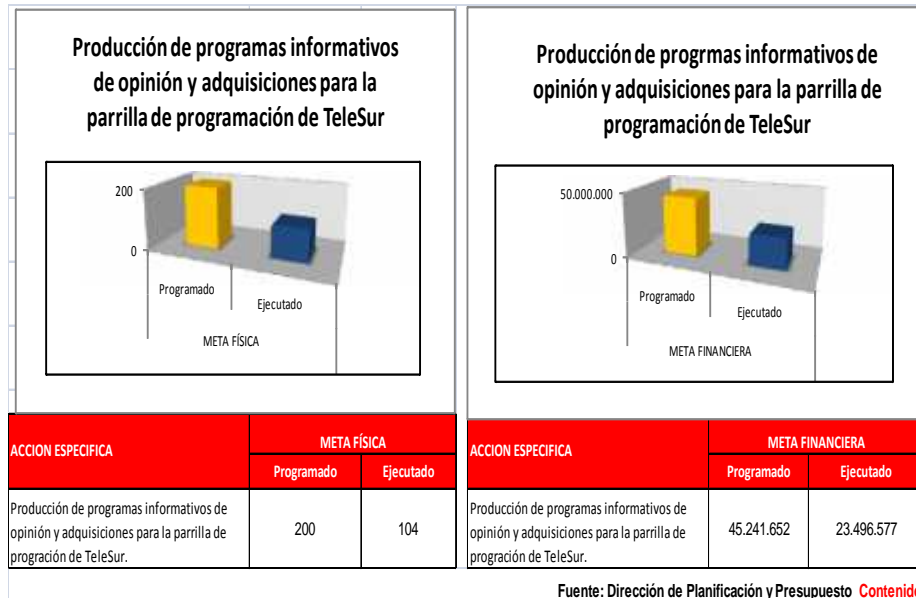 Producción de programas informativos
de opinión y adquisiciones para la
parrilla de programación de TeleSur
200
0
Programado
Ejecutado
META FÍSICA
Producción de progrmas informativos de
opinión y adquisiciones para la parrilla de
programación de TeleSur
50.000.000
0
Programado
Ejecutado
META FINANCIERA
ACCION ESPECIFICA
META FÍSICA
Programado
Ejecutado
Producción de programas informativos de
opinión y adquisiciones para la parrilla de
progración de TeleSur.
200
104
ACCION ESPECIFICA
META FINANCIERA
Programado
Ejecutado
Producción de programas informativos de
opinión y adquisiciones para la parrilla de
progración de TeleSur.
45.241.652
23.496.577
Fuente: Dirección de Planificación y Presupuesto Contenido